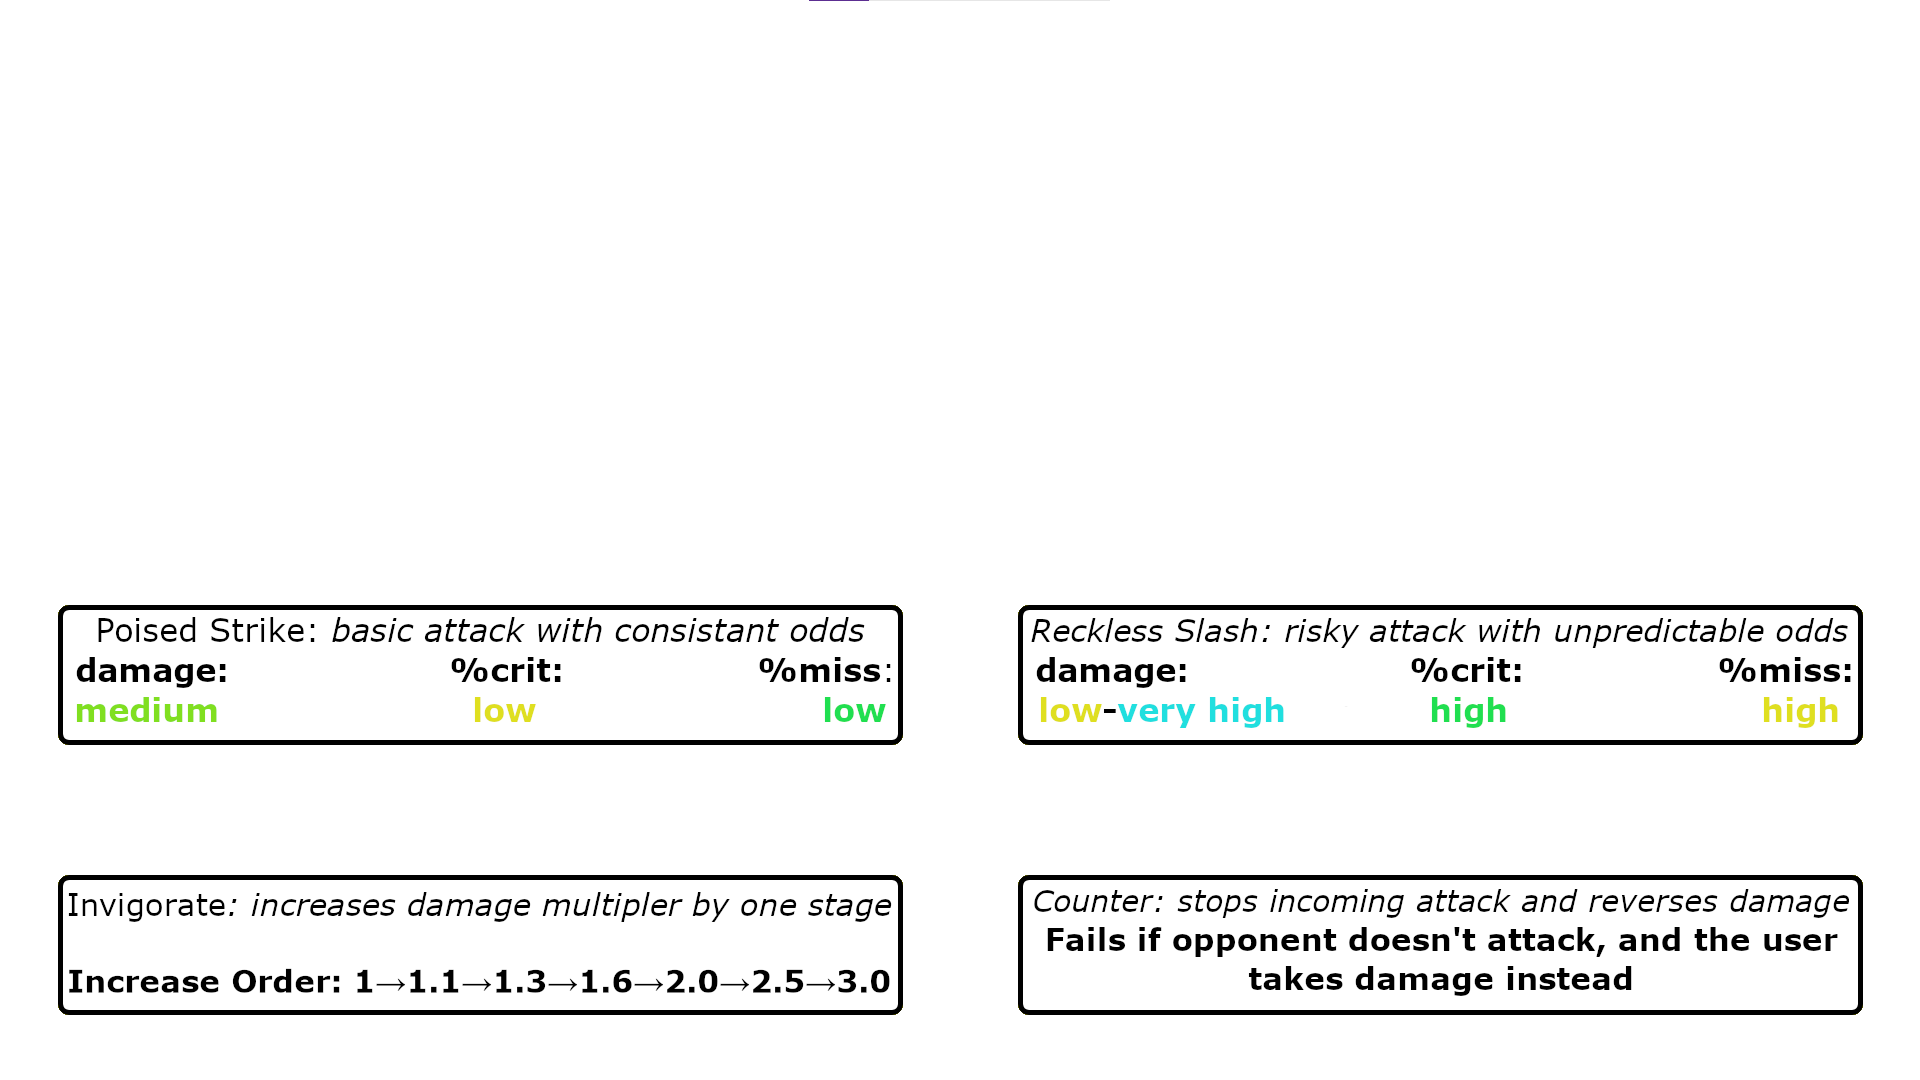 Poised Strike: basic attack with consistant odds
damage: %crit: %miss:
medium low low
Reckless Slash: risky attack with unpredictable odds
damage: %crit: %miss:
low-very high high high
Invigorate: increases damage multipler by one stage
Increase Order: 1→1.1→1.3→1.6→2.0→2.5→3.0
Counter: stops incoming attack and reverses damage
Fails if opponent doesn't attack, and the user
takes damage instead